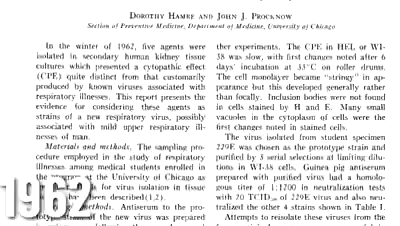 DOROTHY HAMRE AND JOHN J. PROCKNOW
Section of Preventive Medicine, Department of Medicine, University of Chicago
In the winter of 1962, five agents were
isolated in secondary human kidney tissue
cultures which presented a cytopathic effect
(CPE) quite distinct from that customarily
produced by known viruses associated with
respiratory illnesses. This report presents the
evidence for considering these agents as
strains of a new respiratory virus, possibly
associated with mild upper respiratory ill-
nesses of man.
Materials and methods. The sampling pro-
cedure employed in the study of respiratory
illnesses among medical students enrolled in
the program at the University of Chicago as
for virus isolation in tissue
been described(1,2).
methods. Antiserum to the pro-
of the new virus was prepared
1962
ther experiments. The CPE in HEL or WI-
38 was slow, with first changes noted after 6
days' incubation at 33°C on roller drums.
The cell monolayer became "stringy" in ap-
pearance but this developed generally rather
than focally. Inclusion bodies were not found
in cells stained by H and E. Many small
vacuoles in the cytoplasm of cells were the
first changes noted in stained cells.
The virus isolated from student specimen
229E was chosen as the prototype strain and
purified by 3 serial selections at limiting dilu-
tions in WI-38 cells. Guinea pig antiserum
prepared with purified virus had a homolo-
gous titer of 1:1200 in neutralization tests
with 20 TCID50 of 229E virus and also neu-
tralized the other 4 strains shown in Table I.
Attempts to reisolate these viruses from the